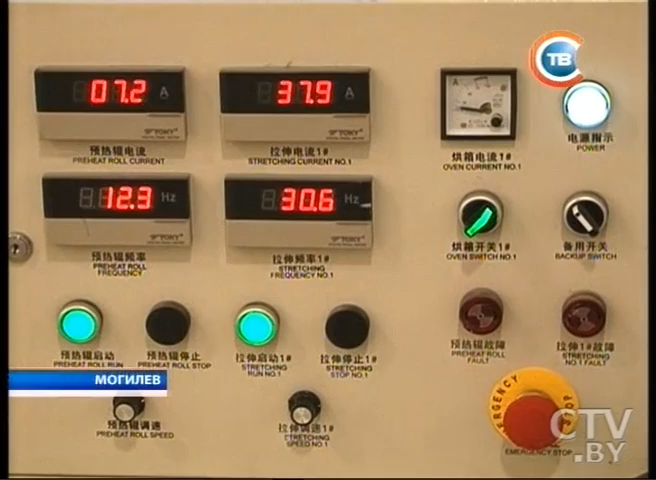 СТВ
07.2 A
TOKY
预热辊电流
PREHEAT ROLL CURRENT
37.9 A
TOKY
拉伸电流1#
STRETCHING CURRENT NO.1
A
烘箱电流1#
OVEN CURRENT NO.1
电源指示
POWER
12.3 Hz
TOKY
预热辊频率
PREHEAT ROLL
FREQUENCY
30.6 Hz
TOKY
拉伸频率1#
STRETCHING
FREQUENCY NO.1
烘箱开关1#
OVEN SWITCH NO.1
备用开关
BACKUP SWITCH
预热辊启动
PREHEAT ROLL RUN
预热辊停止
PREHEAT ROLL STOP
拉伸启动1#
STRETCHING
RUN NO.1
拉伸停止1#
STRETCHING
STOP NO.1
预热辊故障
PREHEAT ROLL
FAULT
拉伸1#故障
STRETCHING
NO.1 FAULT
МОГИЛЕВ
预热辊调速
PREHEAT ROLL SPEED
拉伸调速1#
STRETCHING
SPEED NO.1
EMERGENCY STOP
EMERGENCY STOP
CTV
.BY